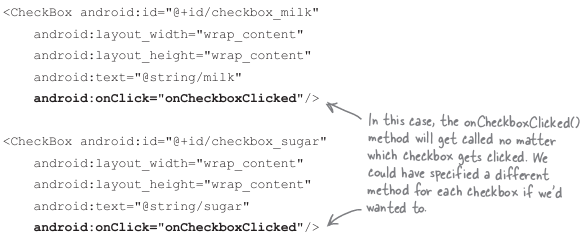 <CheckBox android:id="@+id/checkbox_milk"
android:layout_width="wrap_content"
android:layout_height="wrap_content"
android:text="@string/milk"
android:onClick="onCheckboxClicked"/>
<CheckBox android:id="@+id/checkbox_sugar"
android:layout_width="wrap_content"
android:layout_height="wrap_content"
android:text="@string/sugar"
android:onClick="onCheckboxClicked"/>
In this case, the onCheckboxClicked()
method will get called no matter
which checkbox gets clicked. We
could have specified a different
method for each checkbox if we'd
wanted to.